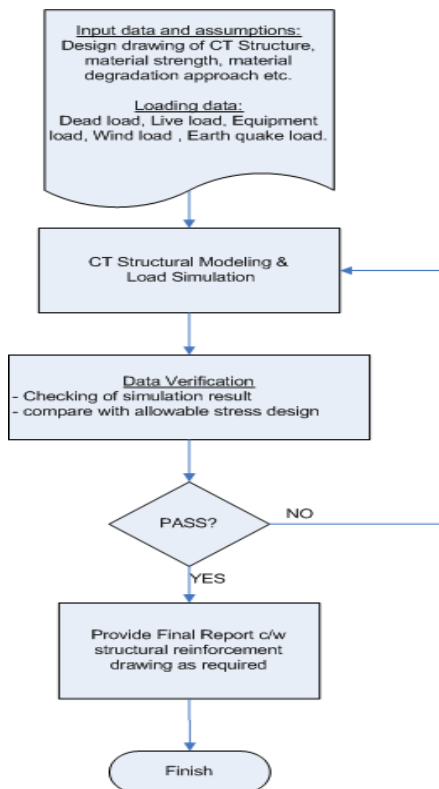 Input data and assumptions:
Design drawing of CT Structure,
material strength, material
degradation approach etc.
Loading data:
Dead load, Live load, Equipment
load, Wind load , Earth quake load.
CT Structural Modeling &
Load Simulation
Data Verification
- Checking of simulation result
- compare with allowable stress design
PASS?
NO
YES
Provide Final Report c/w
structural reinforcement
drawing as required
Finish